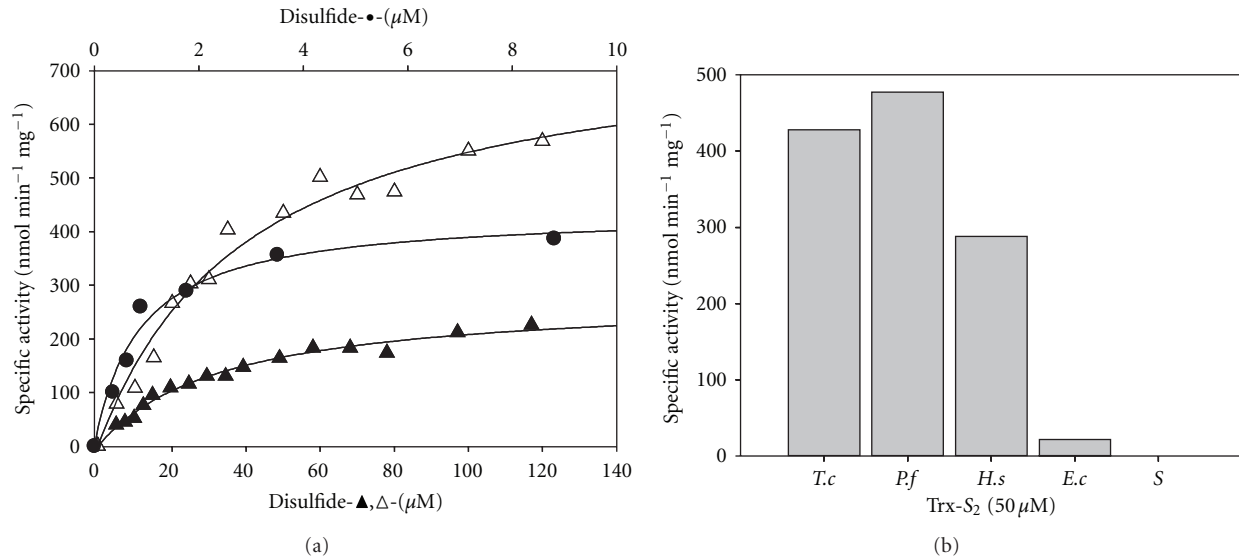 Disulfide-•-(μM)
0 2 4 6 8 10
700
600
500
400
300
200
100
0
Specific activity (nmol min⁻¹ mg⁻¹)
0 20 40 60 80 100 120 140
Disulfide-▲,△-(μM)
(a)
500
400
300
200
100
0
Specific activity (nmol min⁻¹ mg⁻¹)
T.c P.f H.s E.c S
Trx-S₂ (50 μM)
(b)